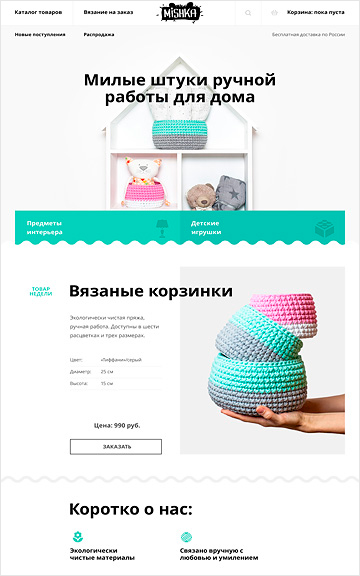 Каталог товаров
Вязание на заказ
MiSHKA
Корзина: пока пуста
Новые поступления
Распродажа
Бесплатная доставка по России
Милые штуки ручной
работы для дома
Предметы
интерьера
Детские
игрушки
ТОВАР
НЕДЕЛИ
Вязаные корзинки
Экологически чистая пряжа,
ручная работа. Доступны в шести
расцветках и трех размерах.
Цвет: «Тиффани»/серый
Диаметр: 25 см
Высота: 15 см
Цена: 990 руб.
ЗАКАЗАТЬ
Коротко о нас:
Экологически
чистые материалы
Связано вручную с
любовью и умилением